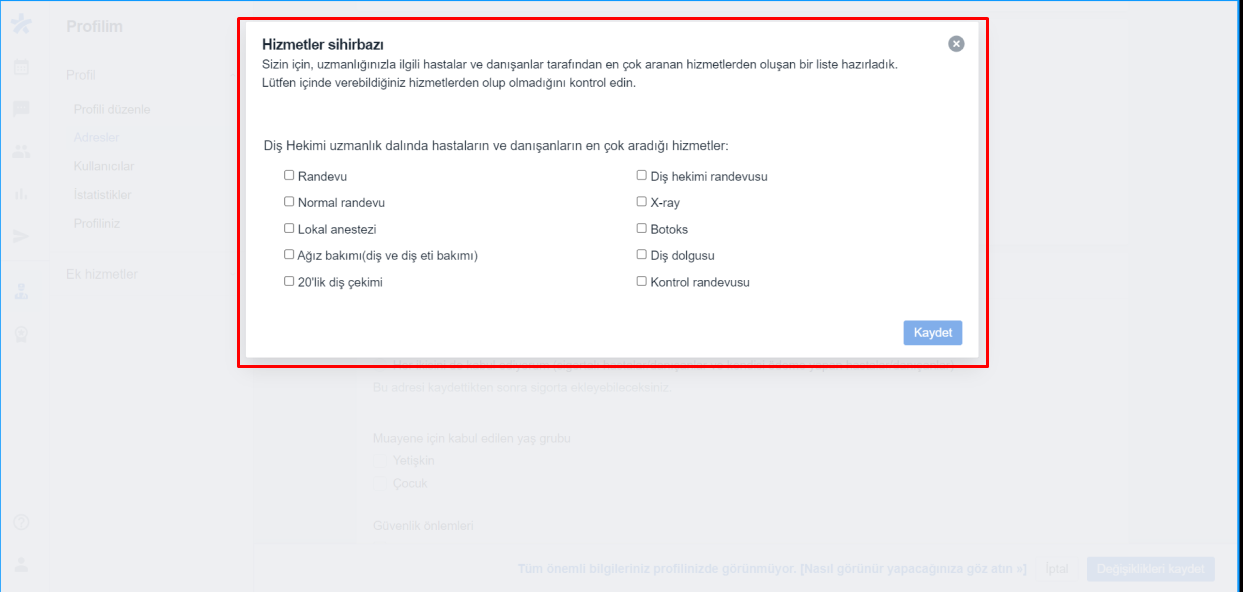 Profilim
Profil
Profili düzenle
Adresler
Kullanıcılar
İstatistikler
Profiliniz
Ek hizmetler
Hizmetler sihirbazı
Sizin için, uzmanlığınızla ilgili hastalar ve danışanlar tarafından en çok aranan hizmetlerden oluşan bir liste hazırladık.
Lütfen içinde verebildiğiniz hizmetlerden olup olmadığını kontrol edin.
Diş Hekimi uzmanlık dalında hastaların ve danışanların en çok aradığı hizmetler:
Randevu
Diş hekimi randevusu
Normal randevu
X-ray
Lokal anestezi
Botoks
Ağız bakımı(diş ve diş eti bakımı)
Diş dolgusu
20'lik diş çekimi
Kontrol randevusu
Kaydet
Bu adresi kaydettikten sonra sigorta ekleyebileceksiniz.
Muayene için kabul edilen yaş grubu
Yetişkin
Çocuk
Güvenlik önlemleri
Tüm önemli bilgileriniz profilinizde görünmüyor. [Nasıl görünür yapacağınıza göz atın »]
İptal
Değişiklikleri kaydet